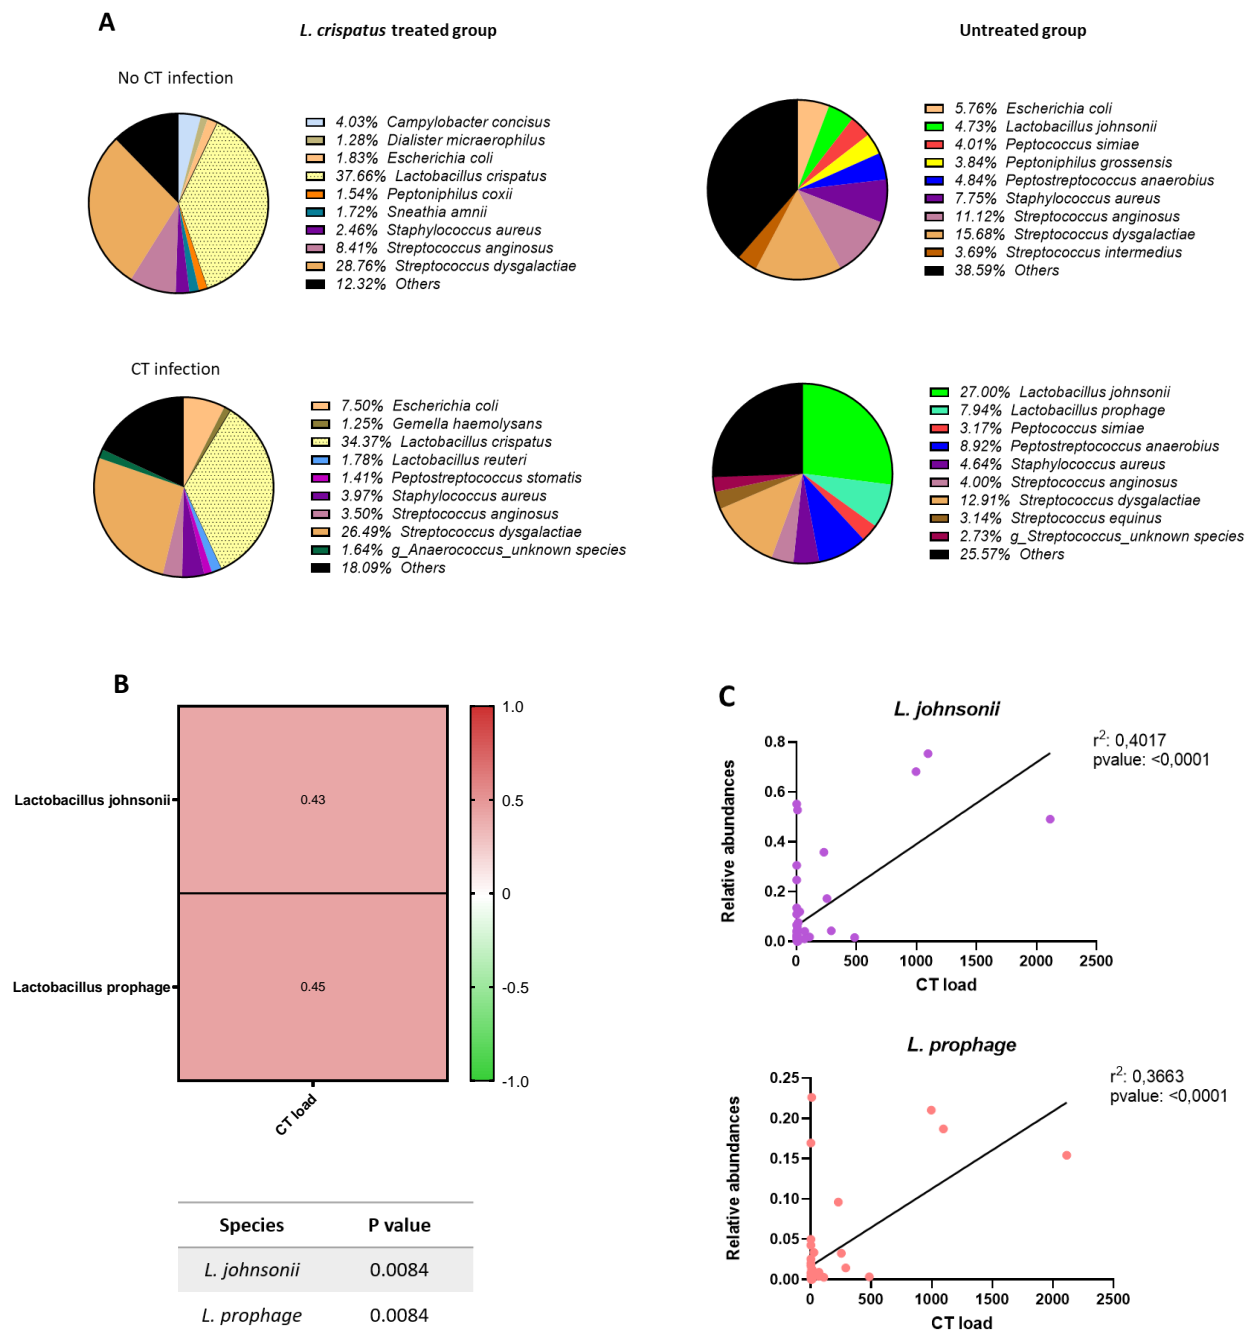 A
L. crispatus treated group
Untreated group
No CT infection
4.03% Campylobacter concisus
1.28% Dialister micraerophilus
1.83% Escherichia coli
37.66% Lactobacillus crispatus
1.54% Peptoniphilus coxii
1.72% Sneathia amnii
2.46% Staphylococcus aureus
8.41% Streptococcus anginosus
28.76% Streptococcus dysgalactiae
12.32% Others
5.76% Escherichia coli
4.73% Lactobacillus johnsonii
4.01% Peptococcus simiae
3.84% Peptoniphilus grossensis
4.84% Peptostreptococcus anaerobius
7.75% Staphylococcus aureus
11.12% Streptococcus anginosus
15.68% Streptococcus dysgalactiae
3.69% Streptococcus intermedius
38.59% Others
CT infection
7.50% Escherichia coli
1.25% Gemella haemolysans
34.37% Lactobacillus crispatus
1.78% Lactobacillus reuteri
1.41% Peptostreptococcus stomatis
3.97% Staphylococcus aureus
3.50% Streptococcus anginosus
26.49% Streptococcus dysgalactiae
1.64% g_Anaerococcus_unknown species
18.09% Others
27.00% Lactobacillus johnsonii
7.94% Lactobacillus prophage
3.17% Peptococcus simiae
8.92% Peptostreptococcus anaerobius
4.64% Staphylococcus aureus
4.00% Streptococcus anginosus
12.91% Streptococcus dysgalactiae
3.14% Streptococcus equinus
2.73% g_Streptococcus_unknown species
25.57% Others
B
Lactobacillus johnsonii
0.43
Lactobacillus prophage
0.45
CT load
1.0
0.5
0
-0.5
-1.0
Species P value
L. johnsonii 0.0084
L. prophage 0.0084
C
L. johnsonii
r²: 0,4017
pvalue: <0,0001
Relative abundances
0.8
0.6
0.4
0.2
0.0
0 500 1000 1500 2000 2500
CT load
L. prophage
r²: 0,3663
pvalue: <0,0001
Relative abundances
0.25
0.20
0.15
0.10
0.05
0.00
0 500 1000 1500 2000 2500
CT load